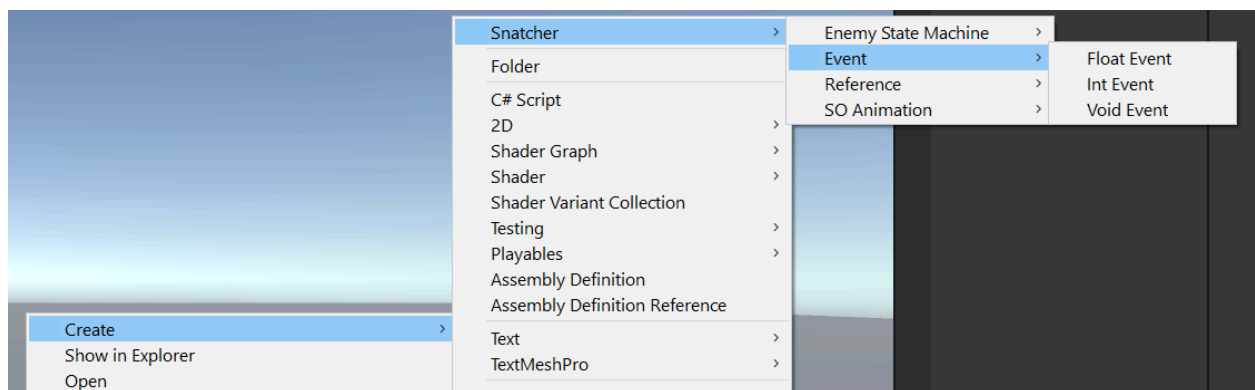 Snatcher
Folder
C# Script
2D
Shader Graph
Shader
Shader Variant Collection
Testing
Playables
Assembly Definition
Assembly Definition Reference
Text
TextMeshPro
Enemy State Machine
Event
Reference
SO Animation
Float Event
Int Event
Void Event
Create
Show in Explorer
Open